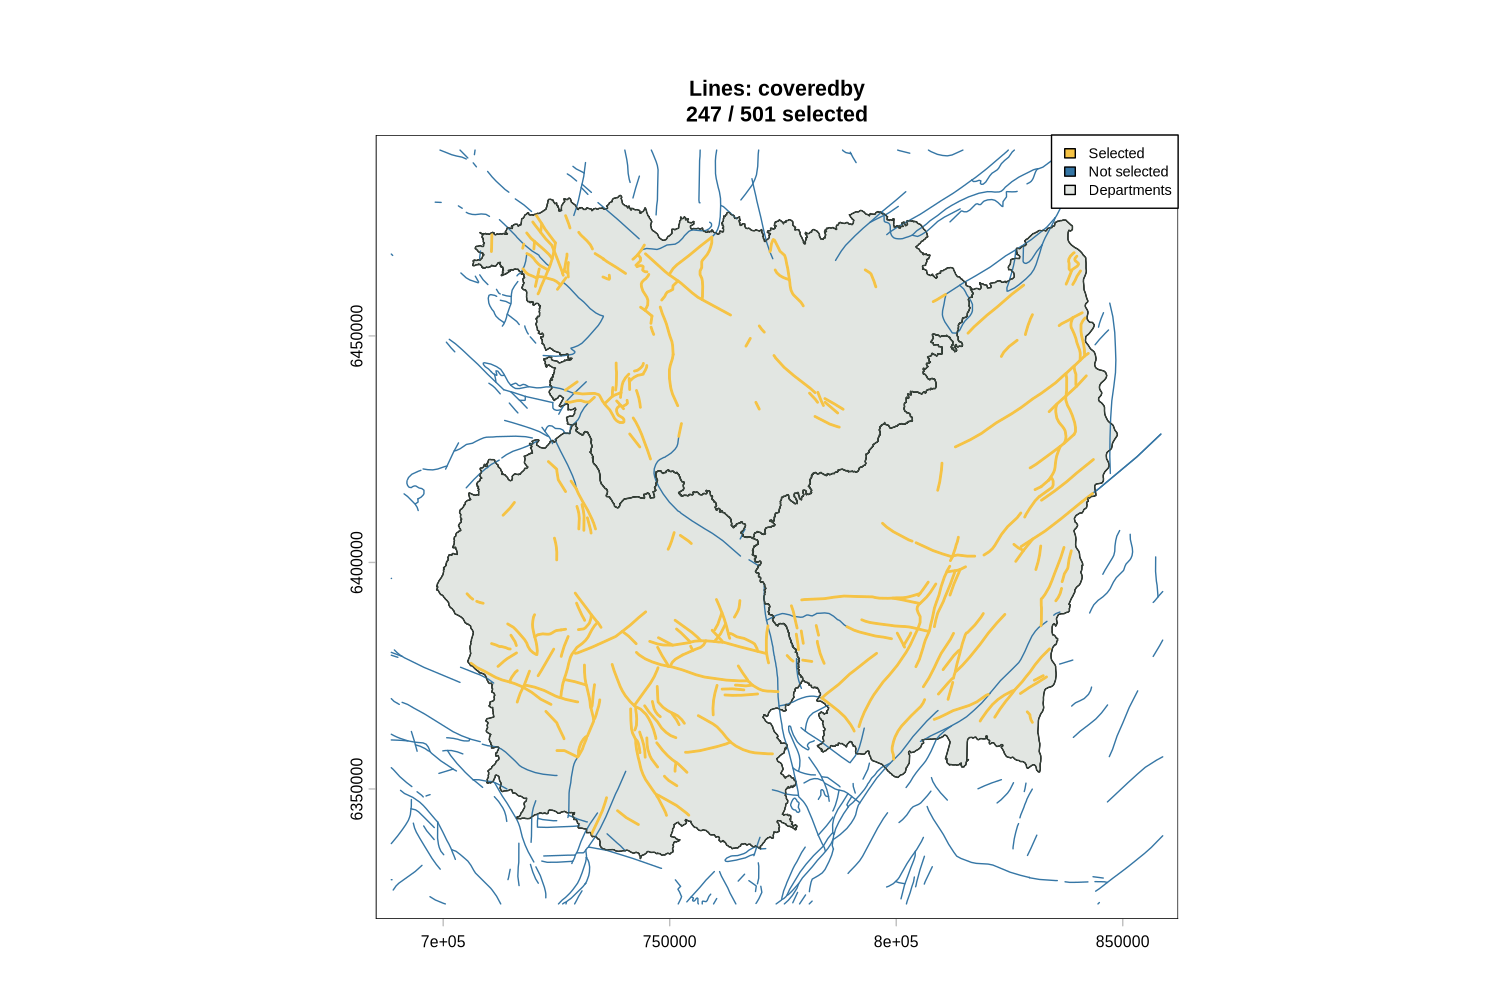 Lines: coveredby
247 / 501 selected
Selected
Not selected
Departments
6450000
6400000
6350000
7e+05
750000
8e+05
850000